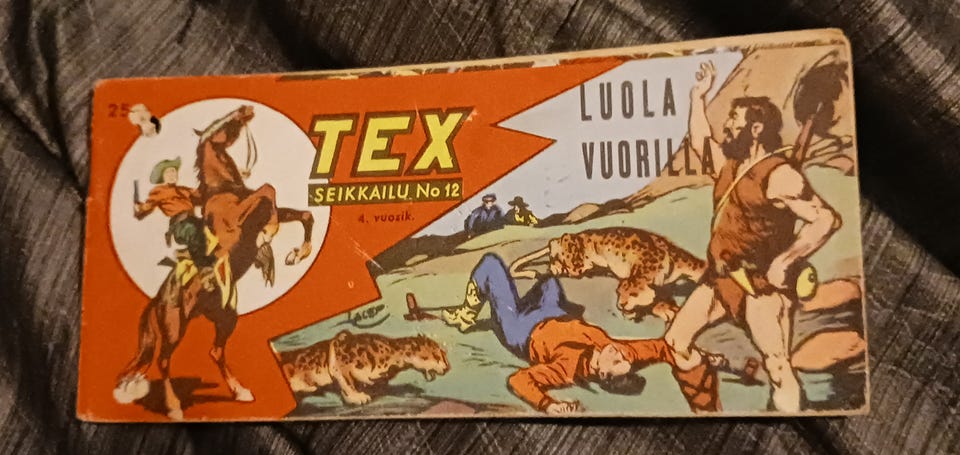 25
TEX
SEIKKAILU No 12
4. vuosik.
LUOLA
VUORILLA